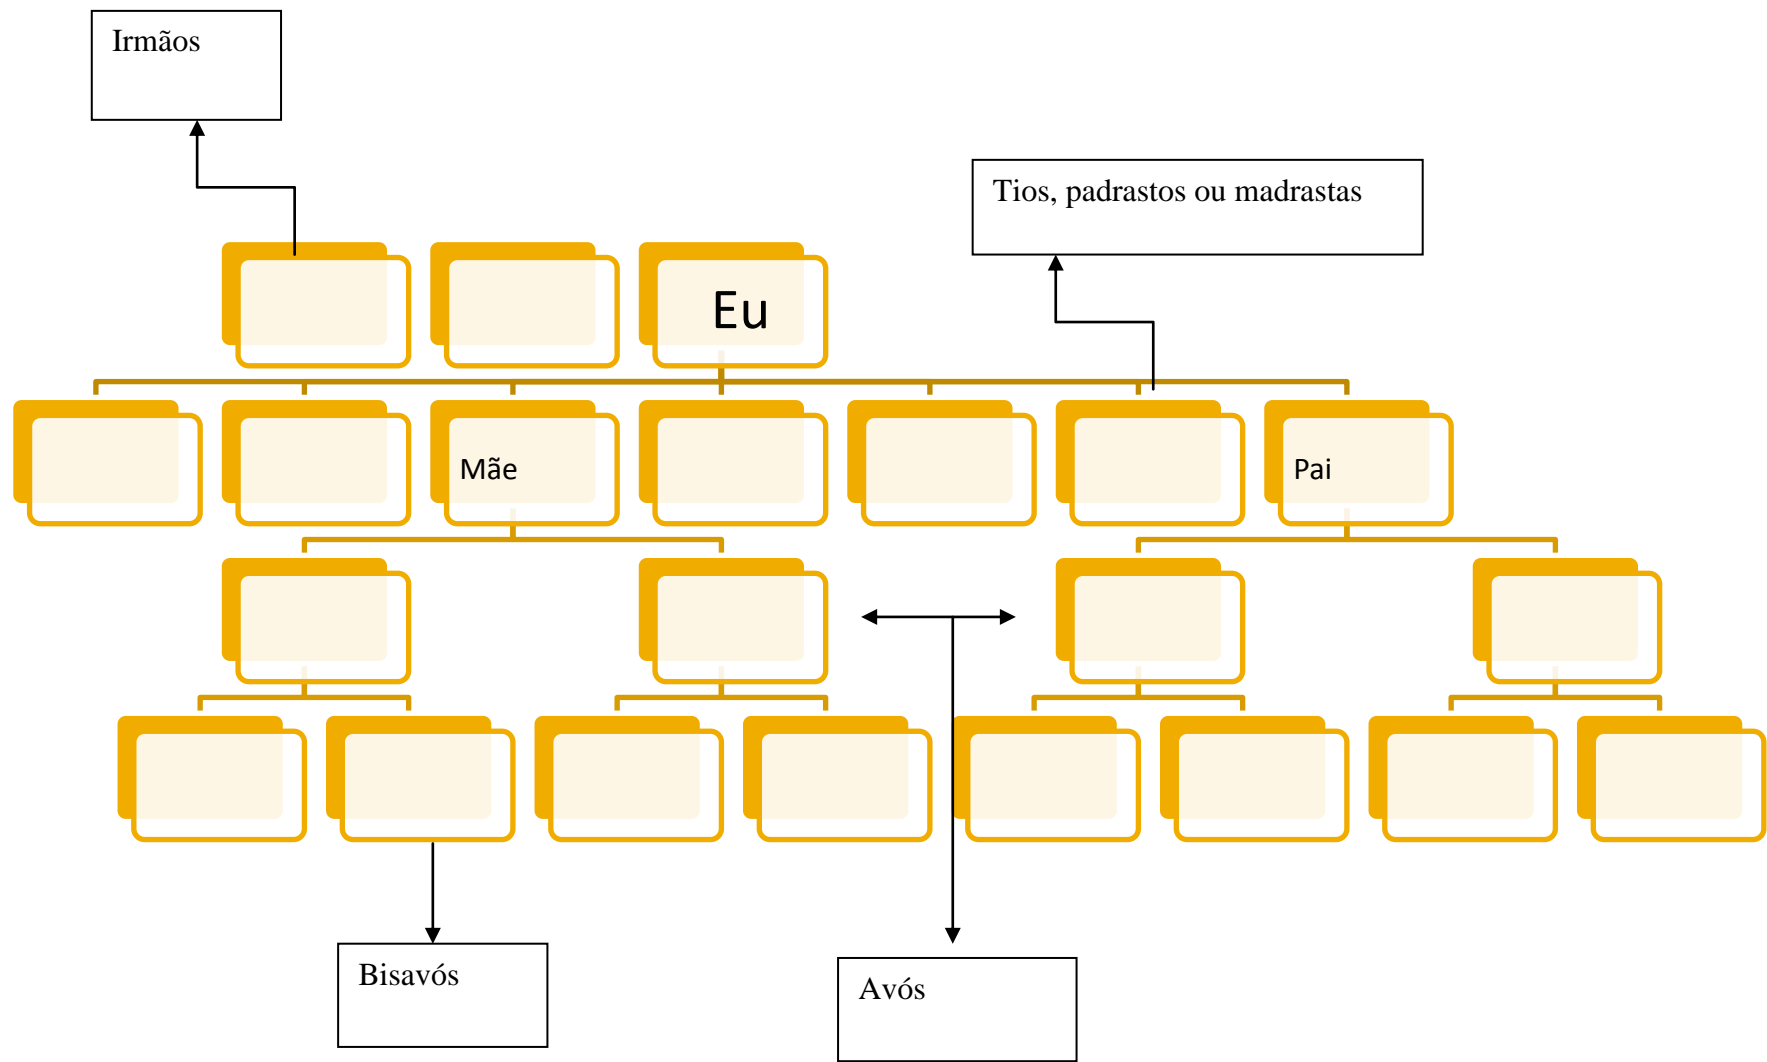 Irmãos
Tios, padrastos ou madrastas
Eu
Mãe
Pai
Bisavós
Avós